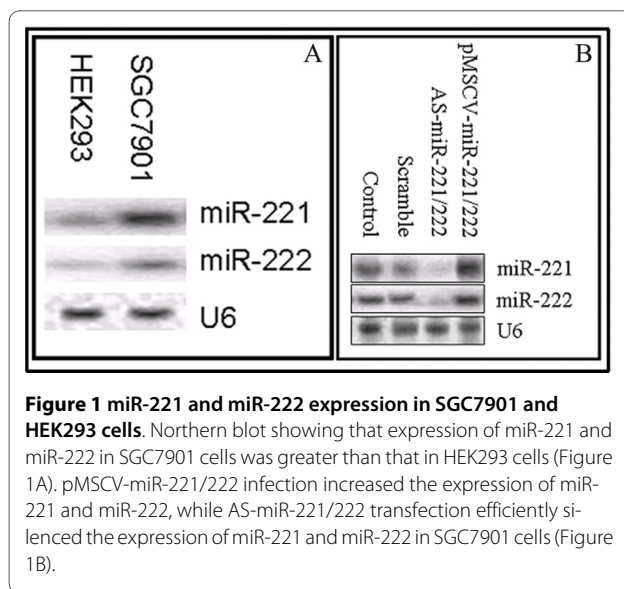 A
HEK293
SGC7901
miR-221
miR-222
U6
B
Control
Scramble
AS-miR-221/222
pMSCV-miR-221/222
miR-221
miR-222
U6
Figure 1 miR-221 and miR-222 expression in SGC7901 and
HEK293 cells. Northern blot showing that expression of miR-221 and
miR-222 in SGC7901 cells was greater than that in HEK293 cells (Figure
1A). pMSCV-miR-221/222 infection increased the expression of miR-
221 and miR-222, while AS-miR-221/222 transfection efficiently si-
lenced the expression of miR-221 and miR-222 in SGC7901 cells (Figure
1B).